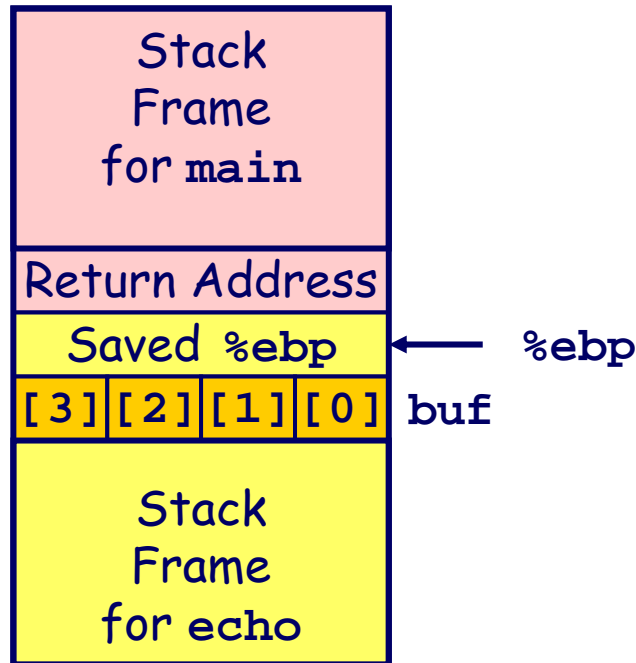 Stack
Frame
for main
Return Address
Saved %ebp
%ebp
[3] [2] [1] [0] buf
Stack
Frame
for echo